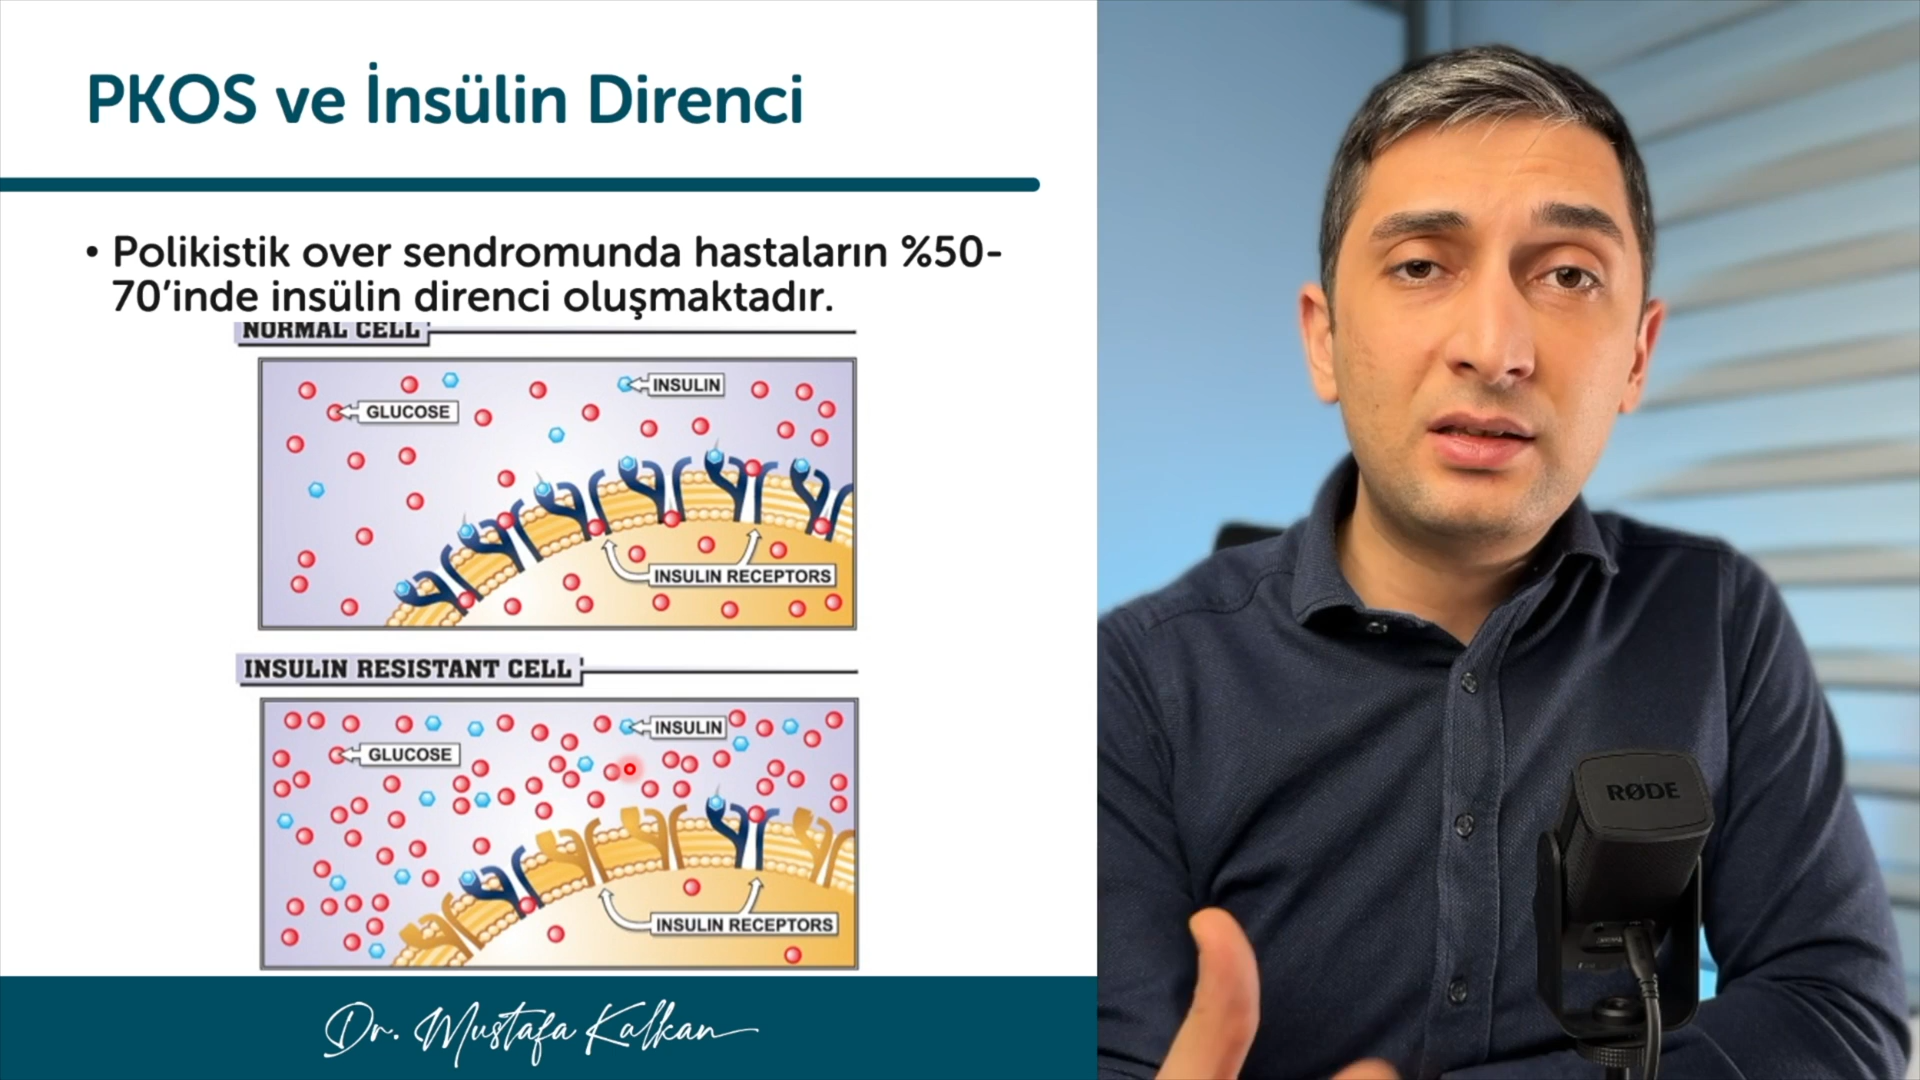 PKOS ve İnsülin Direnci
• Polikistik over sendromunda hastaların %50-
70'inde insülin direnci oluşmaktadır.
NORMAL CELL
INSULIN
GLUCOSE
INSULIN RECEPTORS
INSULIN RESISTANT CELL
INSULIN
GLUCOSE
INSULIN RECEPTORS
Dr. Mustafa Kalkan
RØDE